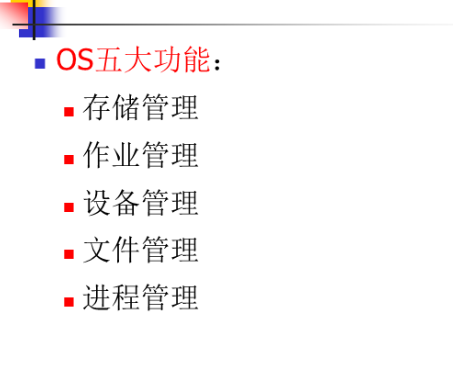 OS五大功能：
存储管理
作业管理
设备管理
文件管理
进程管理